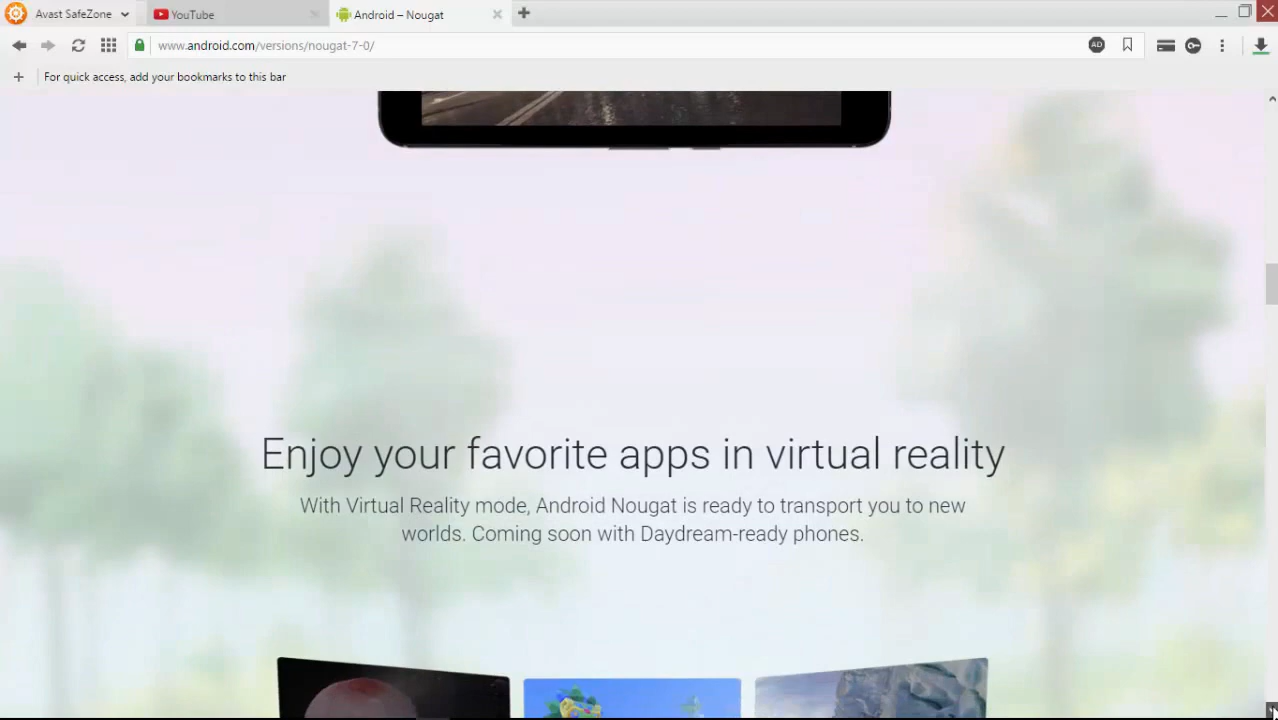 Avast SafeZone
YouTube
Android – Nougat
www.android.com/versions/nougat-7-0/
AD
For quick access, add your bookmarks to this bar
Enjoy your favorite apps in virtual reality
With Virtual Reality mode, Android Nougat is ready to transport you to new
worlds. Coming soon with Daydream-ready phones.